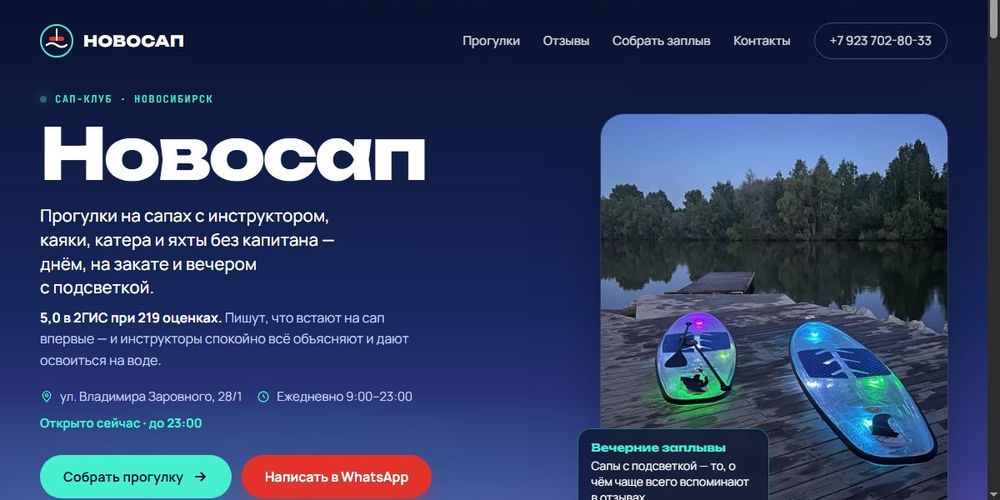 НОВОСАП
Прогулки
Отзывы
Собрать заплыв
Контакты
+7 923 702-80-33
САП-КЛУБ · НОВОСИБИРСК
Новосап
Прогулки на сапах с инструктором,
каяки, катера и яхты без капитана —
днём, на закате и вечером
с подсветкой.
5,0 в 2ГИС при 219 оценках. Пишут, что встают на сап
впервые — и инструкторы спокойно всё объясняют и дают
освоиться на воде.
ул. Владимира Заровного, 28/1
Ежедневно 9:00–23:00
Открыто сейчас · до 23:00
Собрать прогулку →
Написать в WhatsApp
Вечерние заплывы
Сапы с подсветкой — то, о
чём чаще всего вспоминают
в отзывах